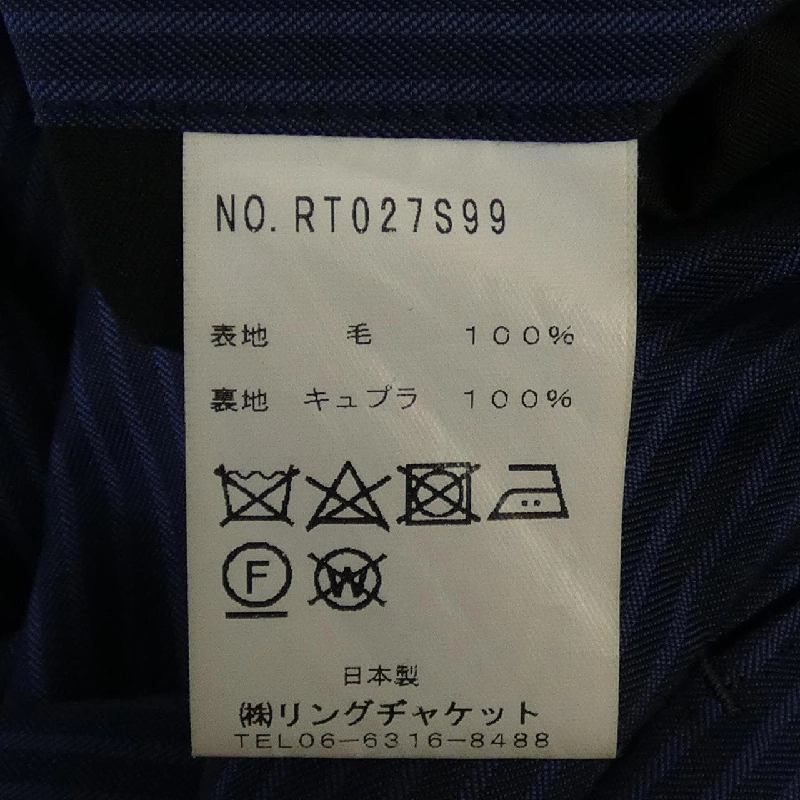 NO.RT027S99
表地 毛 100%
裏地 キュプラ 100%
F W
日本製
㈱リングヂャケット
TEL06-6316-8488